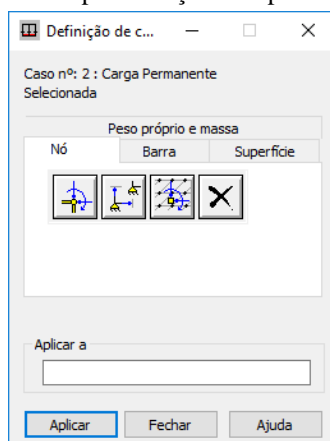 Definição de c...
Caso nº: 2 : Carga Permanente
Selecionada
Peso próprio e massa
Nó Barra Superfície
Aplicar a
Aplicar Fechar Ajuda